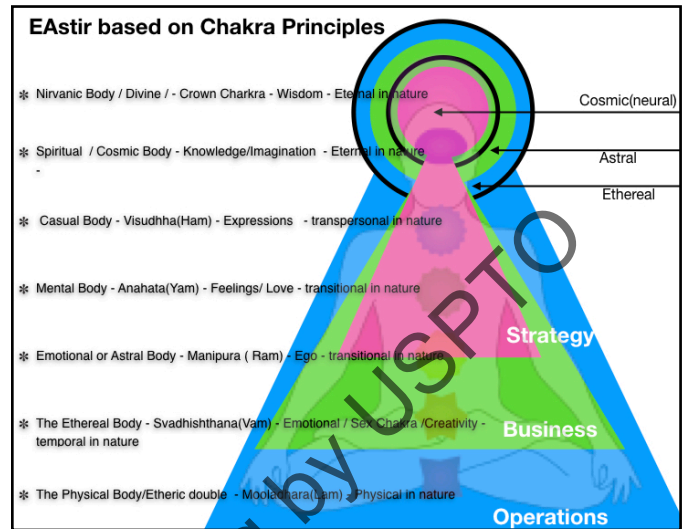 EAstir based on Chakra Principles
✻ Nirvanic Body / Divine / - Crown Charkra - Wisdom - Eternal in nature
Cosmic(neural)
✻ Spiritual / Cosmic Body - Knowledge/Imagination - Eternal in nature
-
Astral
Ethereal
✻ Casual Body - Visudhha(Ham) - Expressions - transpersonal in nature
✻ Mental Body - Anahata(Yam) - Feelings/ Love - transitional in nature
Strategy
✻ Emotional or Astral Body - Manipura ( Ram) - Ego - transitional in nature
✻ The Ethereal Body - Svadhishthana(Vam) - Emotional / Sex Chakra /Creativity -
temporal in nature
Business
✻ The Physical Body/Etheric double - Mooladhara(Lam) - Physical in nature
Operations
by USPTO